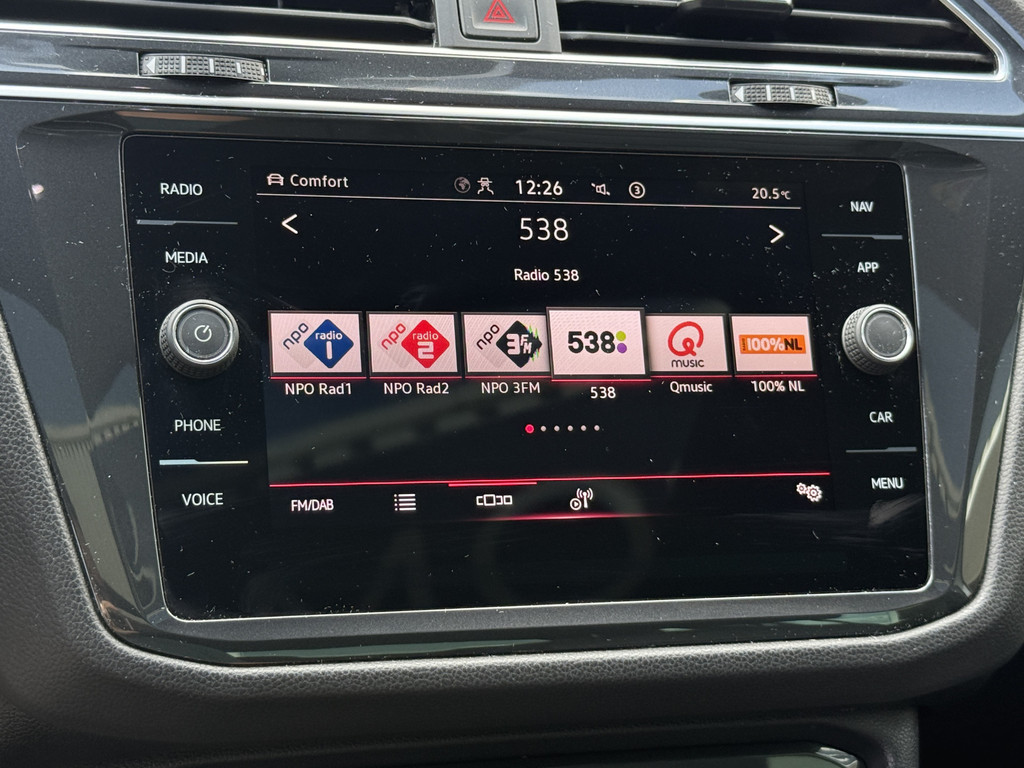 RADIO
MEDIA
PHONE
VOICE
Comfort
12:26
3
20.5°C
538
Radio 538
npo radio 1
npo radio 2
npo 3FM
538
Q music
100%NL
NPO Rad1
NPO Rad2
NPO 3FM
538
Qmusic
100% NL
FM/DAB
NAV
APP
CAR
MENU